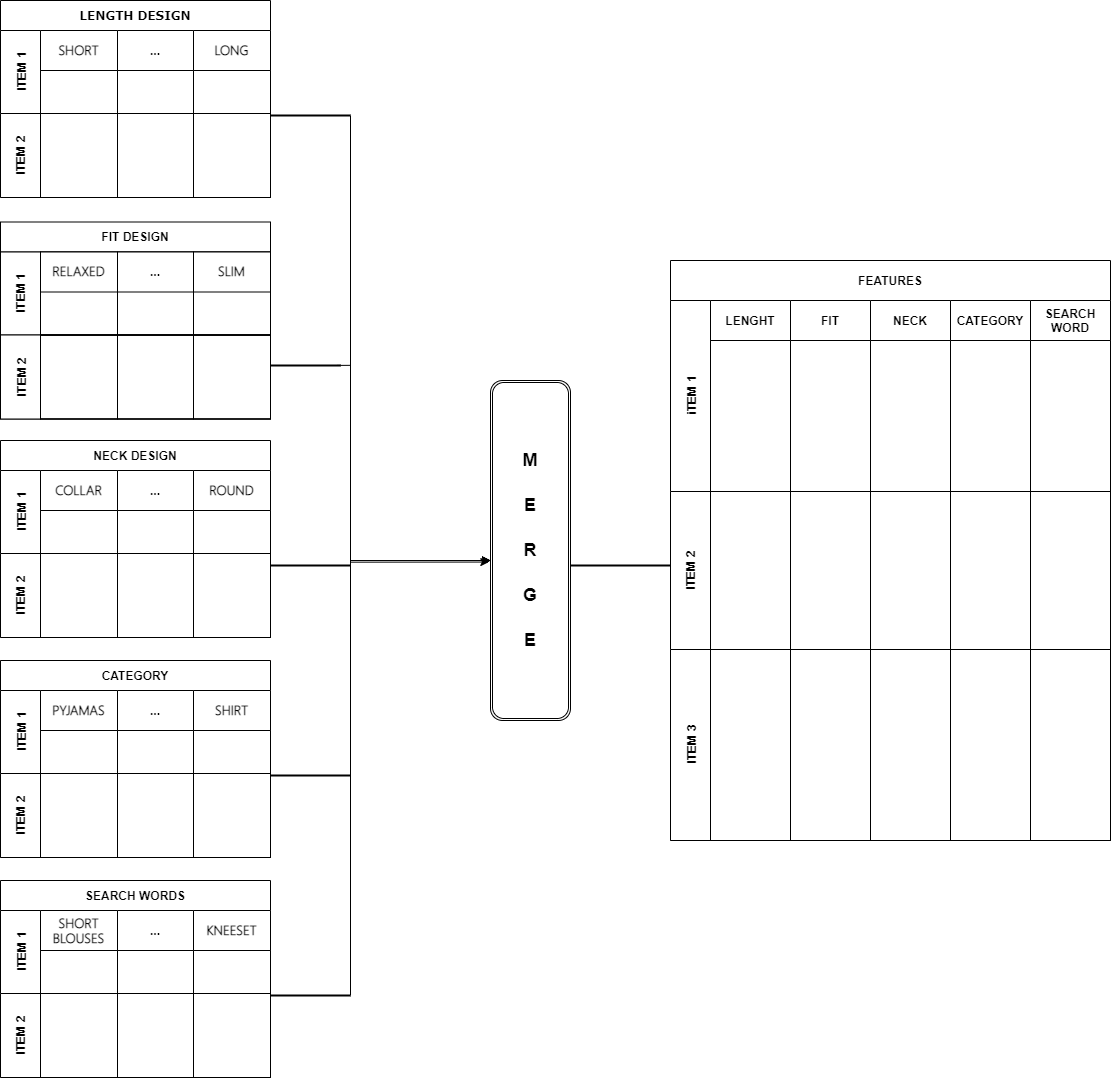 LENGTH DESIGN
SHORT ... LONG
ITEM 1
ITEM 2
FIT DESIGN
RELAXED ... SLIM
ITEM 1
ITEM 2
NECK DESIGN
COLLAR ... ROUND
ITEM 1
ITEM 2
CATEGORY
PYJAMAS ... SHIRT
ITEM 1
ITEM 2
SEARCH WORDS
SHORT
BLOUSES ... KNEESET
ITEM 1
ITEM 2
M
E
R
G
E
FEATURES
LENGHT FIT NECK CATEGORY SEARCH
WORD
iTEM 1
ITEM 2
ITEM 3